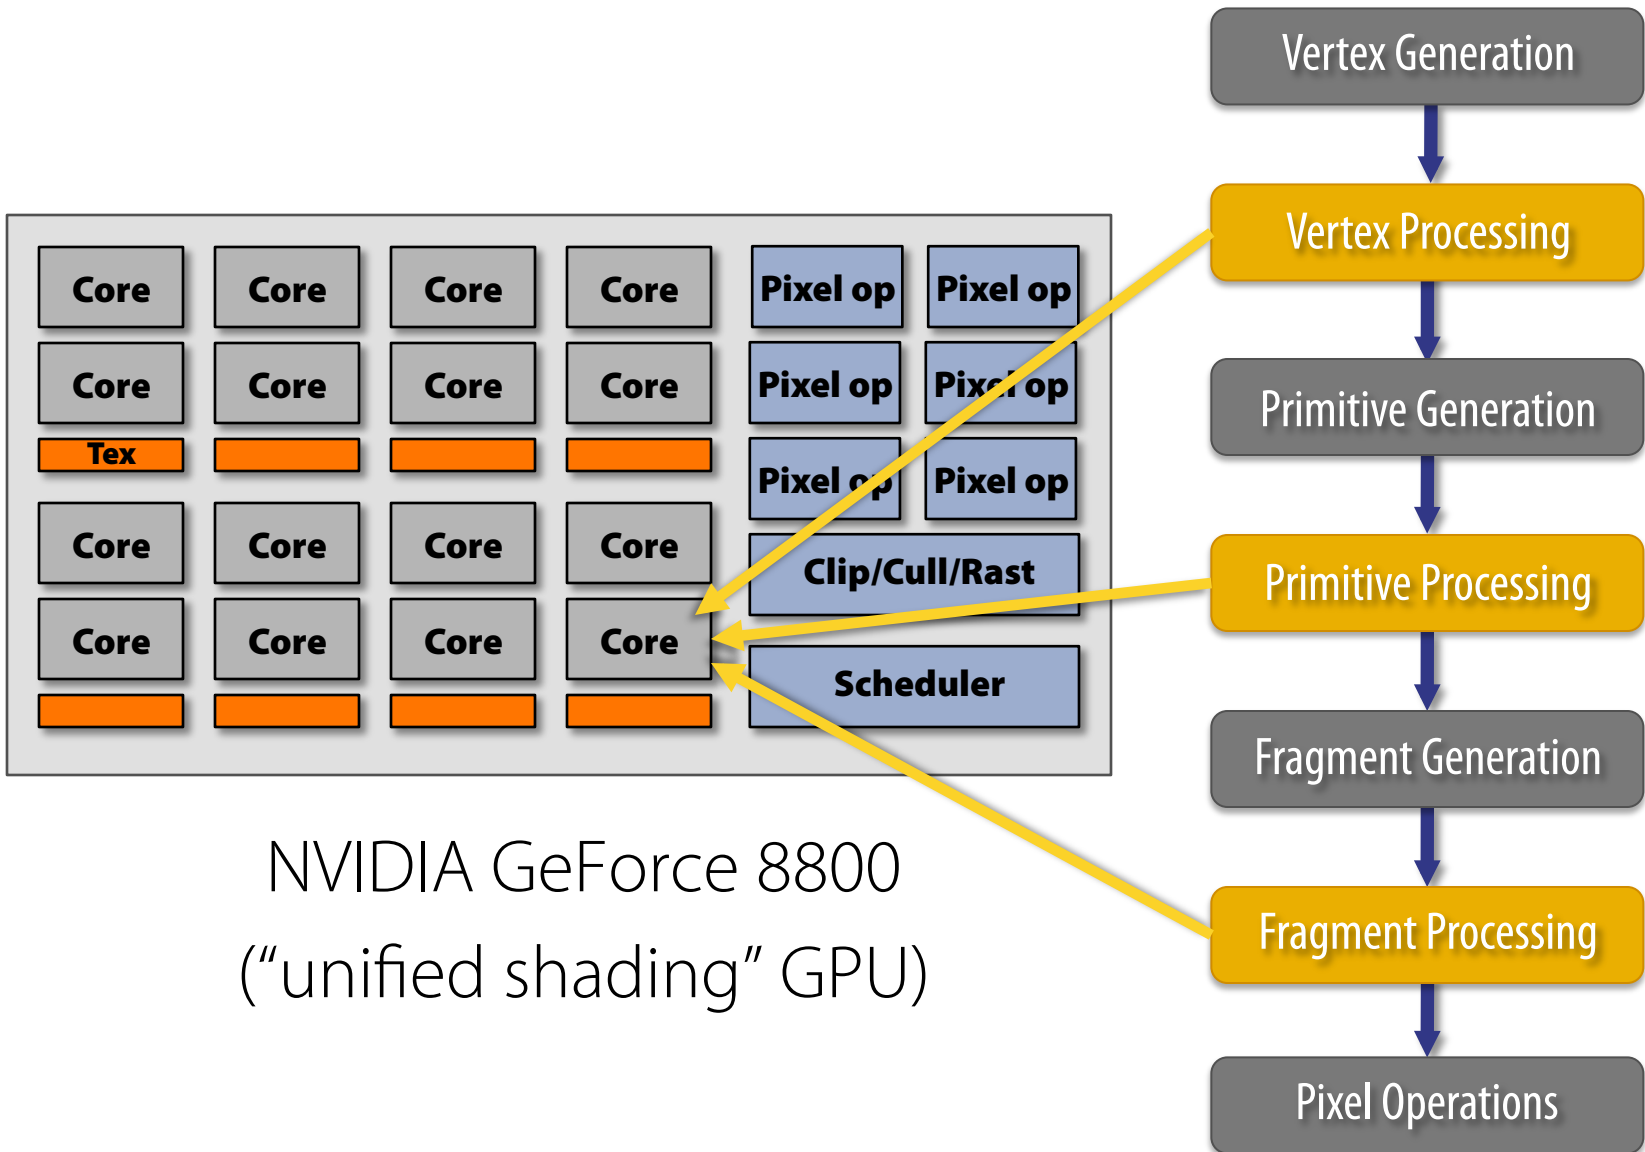 Vertex Generation
Vertex Processing
Core Core Core Core Pixel op Pixel op
Core Core Core Core Pixel op Pixel op
Primitive Generation
Tex
Pixel op Pixel op
Core Core Core Core Clip/Cull/Rast
Primitive Processing
Core Core Core Core
Scheduler
Fragment Generation
NVIDIA GeForce 8800
Fragment Processing
(“unified shading” GPU)
Pixel Operations